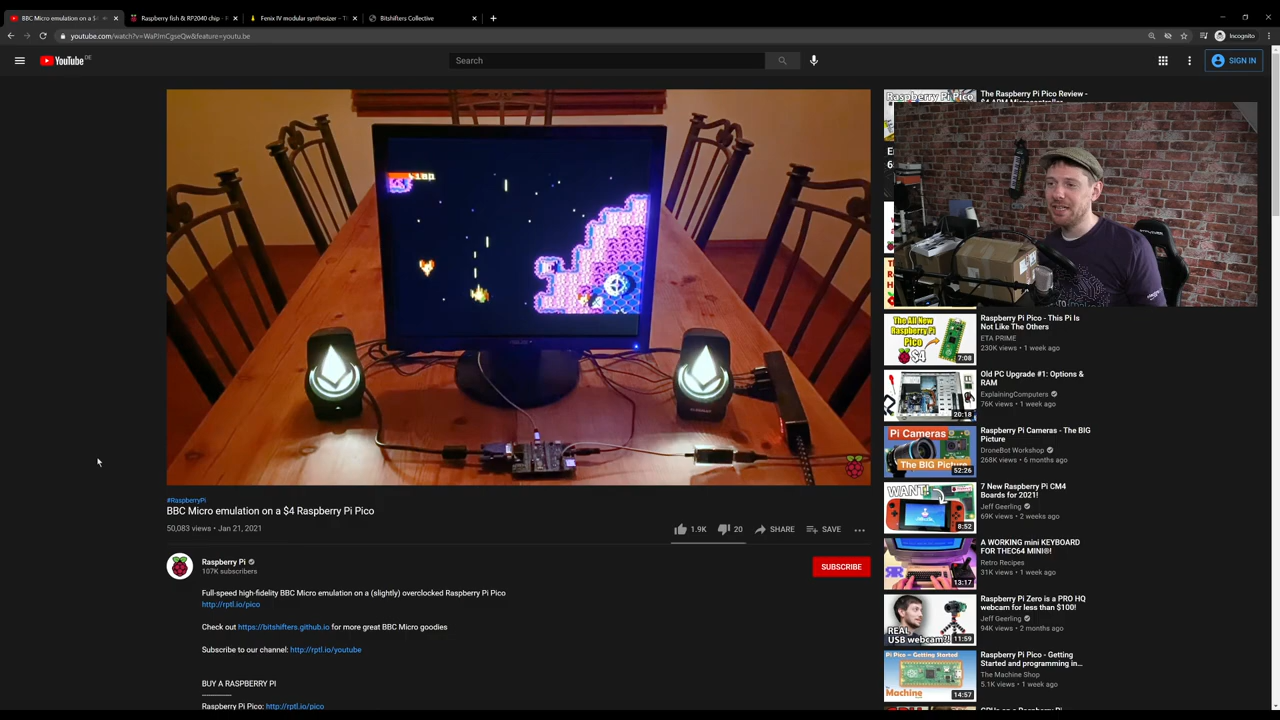 BBC Micro emulation on a $4
Raspberry fish & RP2040 chip -
Fenix IV modular synthesizer -
Bitshifters Collective
youtube.com/watch?v=WaPJmCgseQw&feature=youtu.be
Incognito
YouTube DE
Search
SIGN IN
#RaspberryPi
BBC Micro emulation on a $4 Raspberry Pi Pico
50,083 views • Jan 21, 2021
1.9K
20
SHARE
SAVE
Raspberry Pi
107K subscribers
SUBSCRIBE
Full-speed high-fidelity BBC Micro emulation on a (slightly) overclocked Raspberry Pi Pico
http://rptl.io/pico
Check out https://bitshifters.github.io for more great BBC Micro goodies
Subscribe to our channel: http://rptl.io/youtube
BUY A RASPBERRY PI
------------
Raspberry Pi Pico: http://rptl.io/pico
Raspberry Pi Pico
The Raspberry Pi Pico Review -
$4 ARM Microcontroller
The All New
Raspberry Pi
Pico
$4
7:08
Raspberry Pi Pico - This Pi Is
Not Like The Others
ETA PRIME
230K views • 1 week ago
20:18
Old PC Upgrade #1: Options &
RAM
ExplainingComputers
76K views • 1 week ago
Pi Cameras
The BIG Picture
52:26
Raspberry Pi Cameras - The BIG
Picture
DroneBot Workshop
268K views • 6 months ago
WANT!
8:52
7 New Raspberry Pi CM4
Boards for 2021!
Jeff Geerling
69K views • 2 weeks ago
13:17
A WORKING mini KEYBOARD
FOR THEC64 MINI®!
Retro Recipes
31K views • 1 week ago
REAL
USB webcam?!
11:59
Raspberry Pi Zero is a PRO HQ
webcam for less than $100!
Jeff Geerling
94K views • 2 months ago
Pi Pico - Getting Started
The Machine
14:57
Raspberry Pi Pico - Getting
Started and programming in...
The Machine Shop
5.1K views • 1 week ago